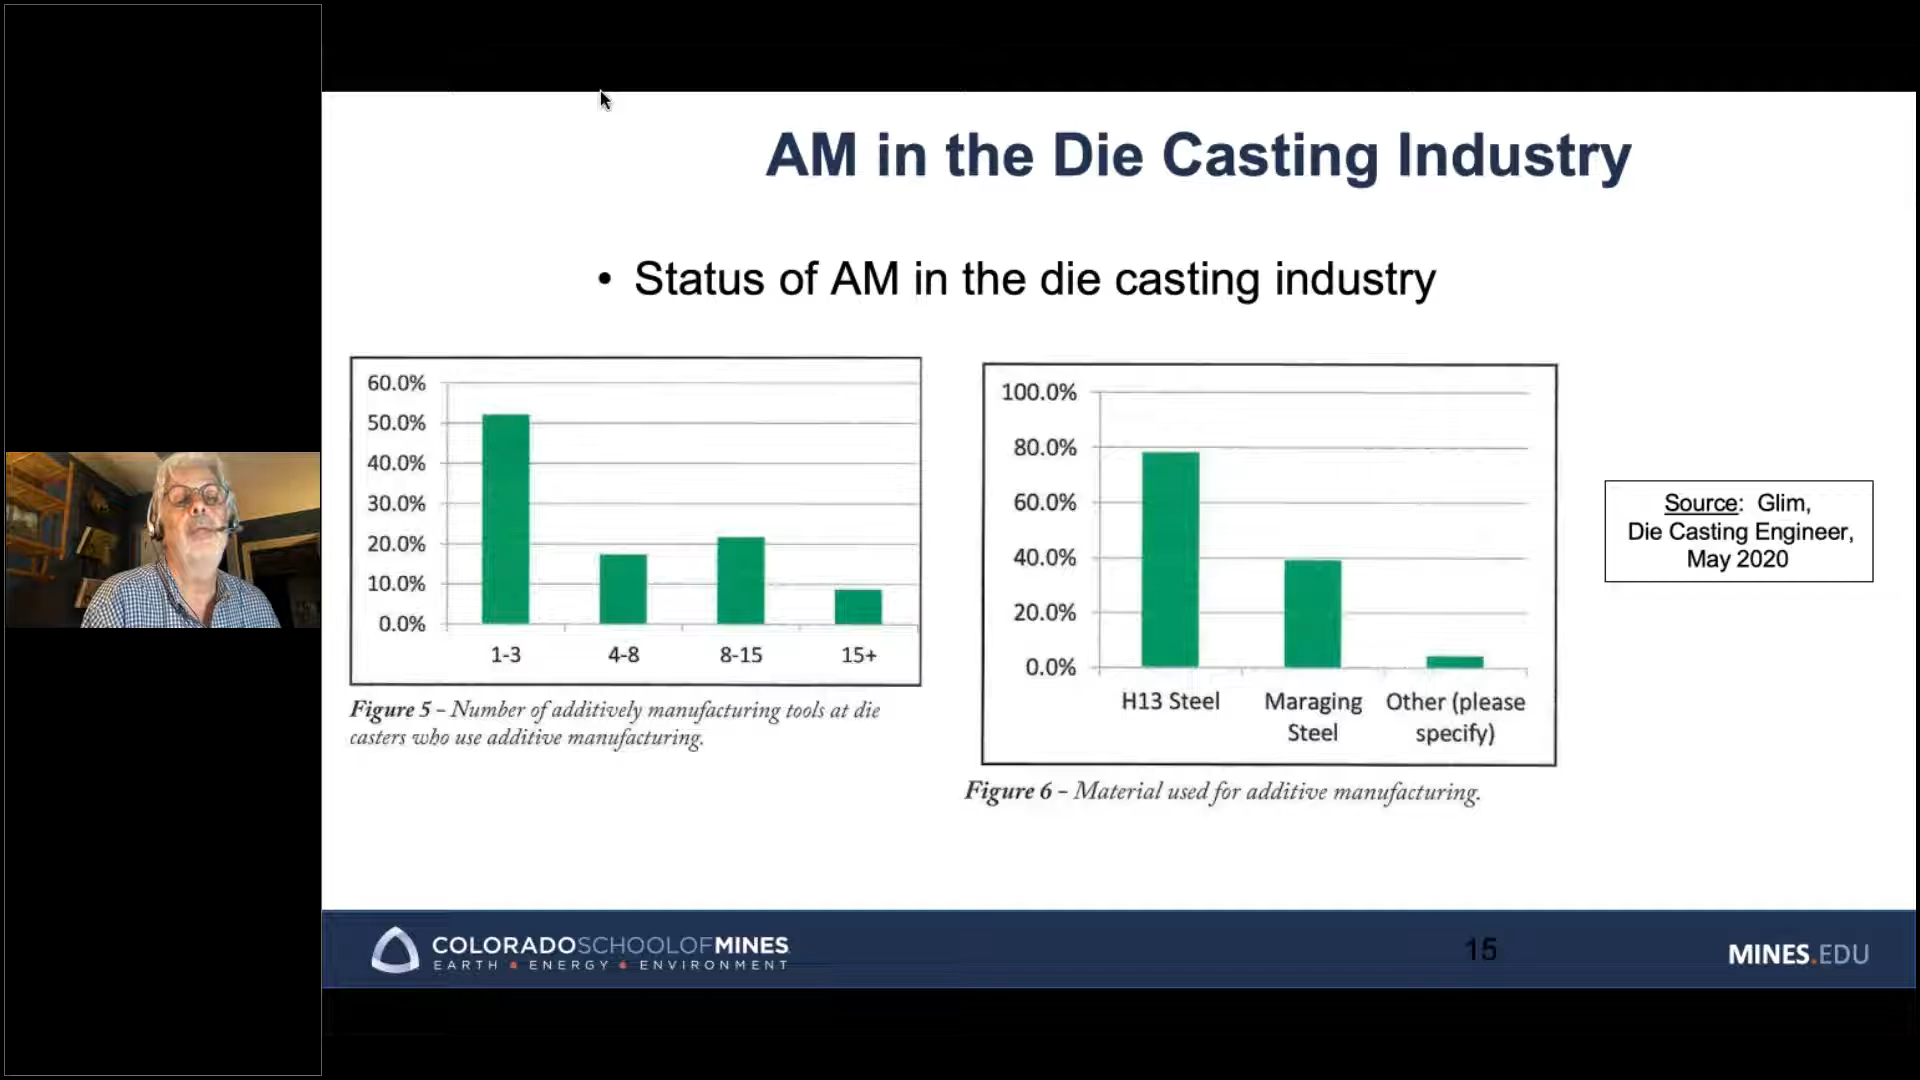 AM in the Die Casting Industry
• Status of AM in the die casting industry
60.0%
50.0%
40.0%
30.0%
20.0%
10.0%
0.0%
1-3
4-8
8-15
15+
Figure 5 – Number of additively manufacturing tools at die
casters who use additive manufacturing.
100.0%
80.0%
60.0%
40.0%
20.0%
0.0%
H13 Steel
Maraging
Steel
Other (please
specify)
Figure 6 – Material used for additive manufacturing.
Source: Glim,
Die Casting Engineer,
May 2020
COLORADOSCHOOLOFMINES
EARTH • ENERGY • ENVIRONMENT
15
MINES.EDU